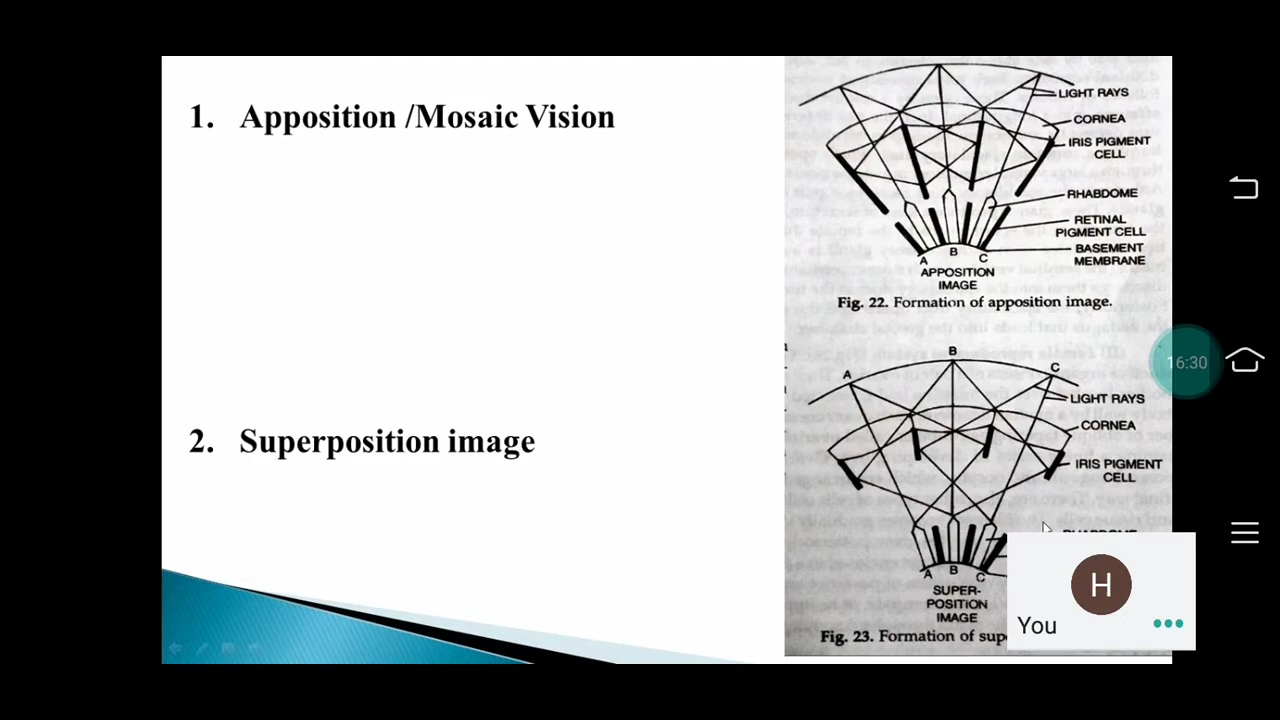 1. Apposition /Mosaic Vision
LIGHT RAYS
CORNEA
IRIS PIGMENT
CELL
RHABDOME
RETINAL
PIGMENT CELL
BASEMENT
MEMBRANE
A B C
APPOSITION
IMAGE
Fig. 22. Formation of apposition image.
16:30
2. Superposition image
A B C
LIGHT RAYS
CORNEA
IRIS PIGMENT
CELL
A B C
SUPER-
POSITION
IMAGE
Fig. 23. Formation of
H
You